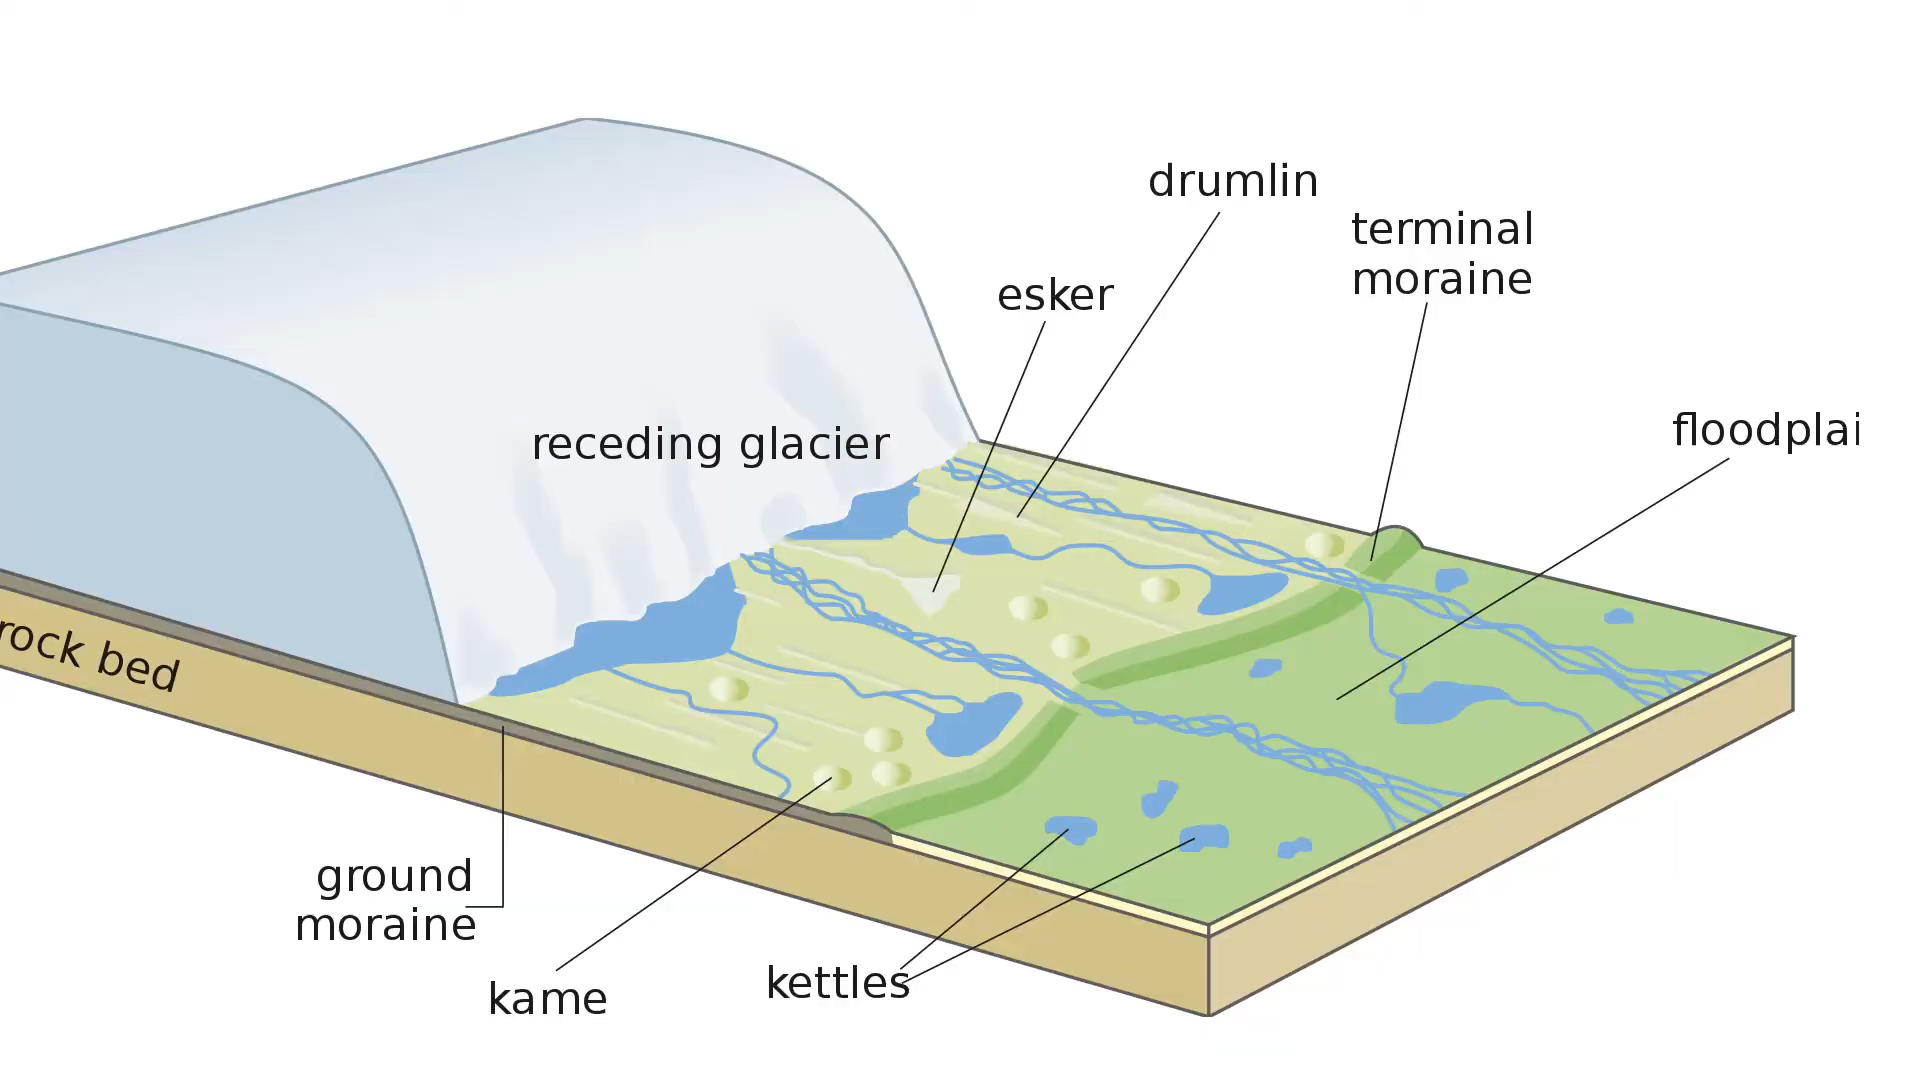 drumlin
terminal
moraine
esker
floodplai
receding glacier
rock bed
ground
moraine
kame
kettles